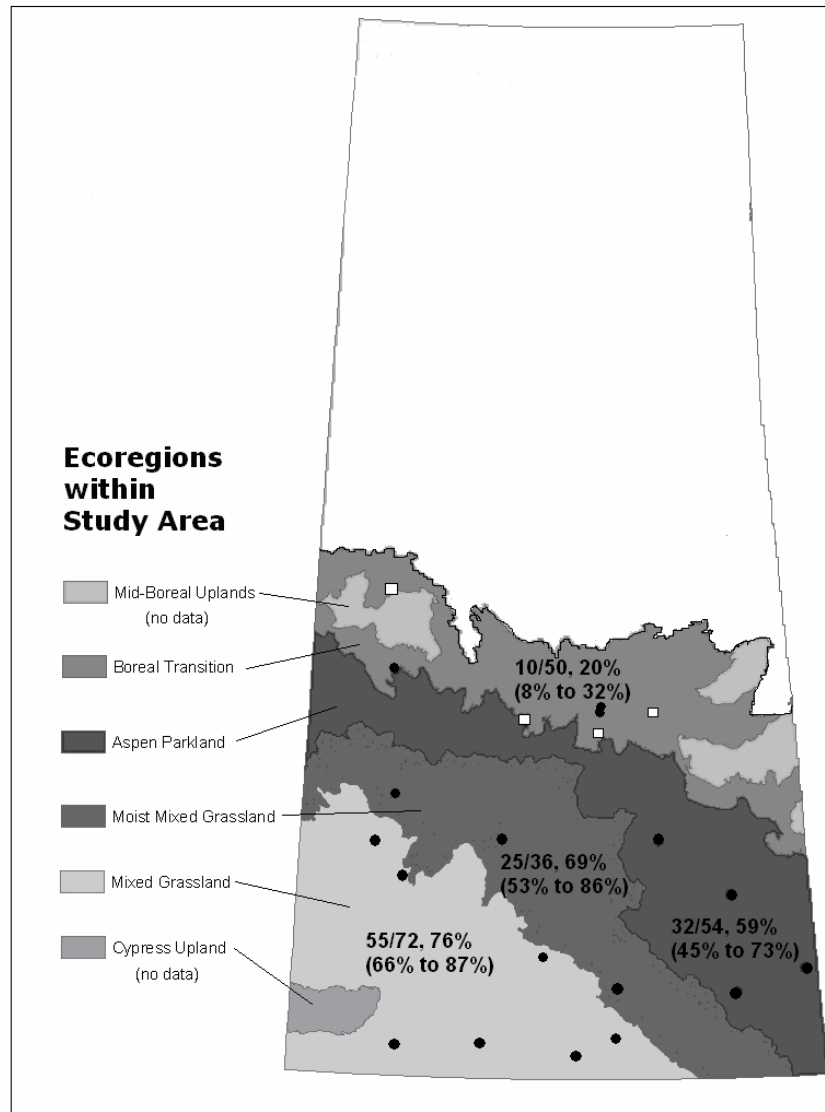 Ecoregions
within
Study Area
Mid-Boreal Uplands
(no data)
Boreal Transition
Aspen Parkland
Moist Mixed Grassland
Mixed Grassland
Cypress Upland
(no data)
10/50, 20%
(8% to 32%)
25/36, 69%
(53% to 86%)
32/54, 59%
(45% to 73%)
55/72, 76%
(66% to 87%)